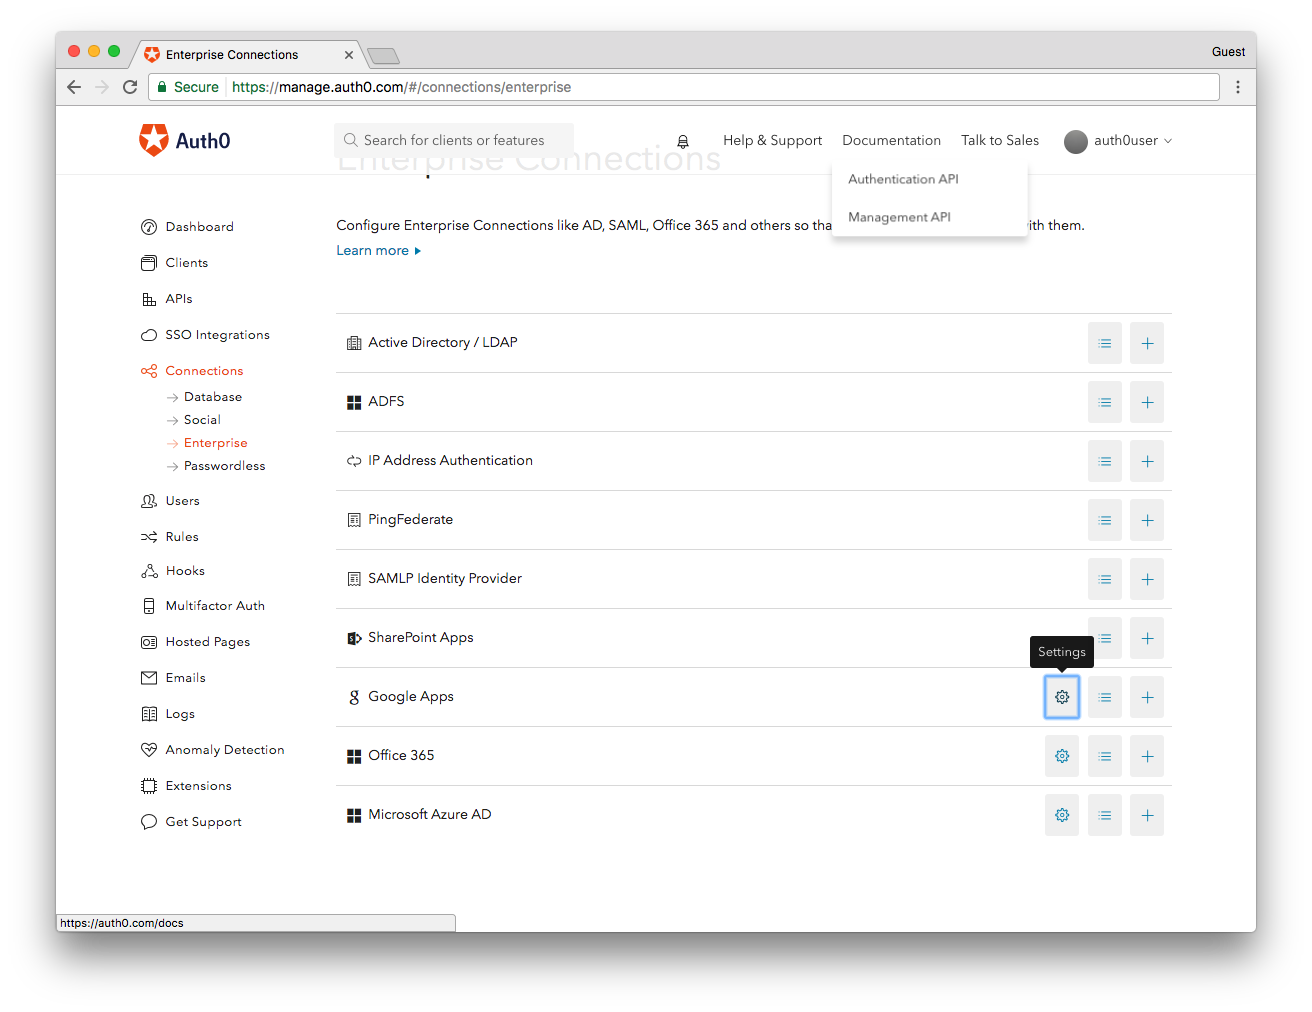 Enterprise Connections
Guest
Secure https://manage.auth0.com/#/connections/enterprise
Auth0
Search for clients or features
Help & Support
Documentation
Talk to Sales
auth0user
Enterprise Connections
Authentication API
Management API
Configure Enterprise Connections like AD, SAML, Office 365 and others so tha ith them.
Learn more
Dashboard
Clients
APIs
SSO Integrations
Connections
Database
Social
Enterprise
Passwordless
Users
Rules
Hooks
Multifactor Auth
Hosted Pages
Emails
Logs
Anomaly Detection
Extensions
Get Support
Active Directory / LDAP
ADFS
IP Address Authentication
PingFederate
SAMLP Identity Provider
SharePoint Apps
Settings
Google Apps
Office 365
Microsoft Azure AD
https://auth0.com/docs